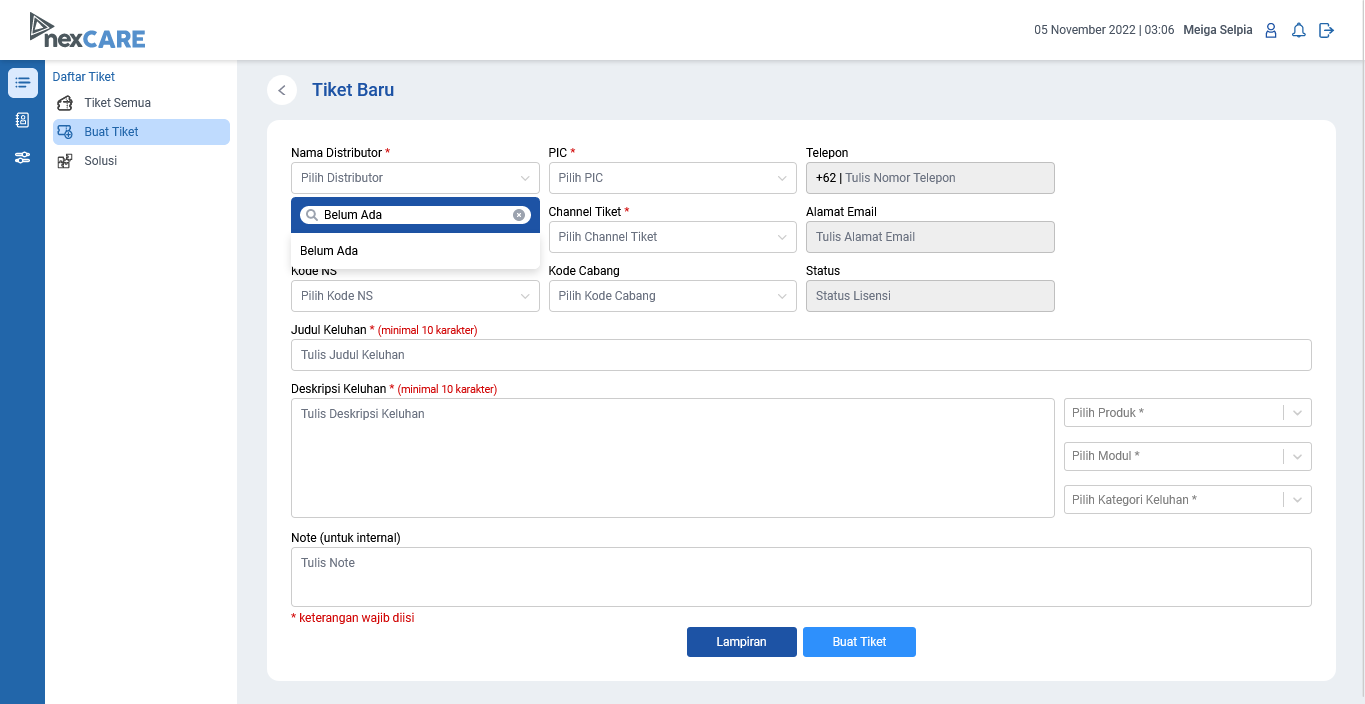 nexCARE
05 November 2022 | 03:06 Meiga Selpia
Daftar Tiket
Tiket Semua
Buat Tiket
Solusi
Tiket Baru
Nama Distributor * PIC * Telepon
Pilih Distributor Pilih PIC +62 | Tulis Nomor Telepon
Belum Ada Channel Tiket * Alamat Email
Pilih Channel Tiket Tulis Alamat Email
Belum Ada
Kode NS Kode Cabang Status
Pilih Kode NS Pilih Kode Cabang Status Lisensi
Judul Keluhan * (minimal 10 karakter)
Tulis Judul Keluhan
Deskripsi Keluhan * (minimal 10 karakter)
Tulis Deskripsi Keluhan Pilih Produk *
Pilih Modul *
Pilih Kategori Keluhan *
Note (untuk internal)
Tulis Note
* keterangan wajib diisi
Lampiran Buat Tiket